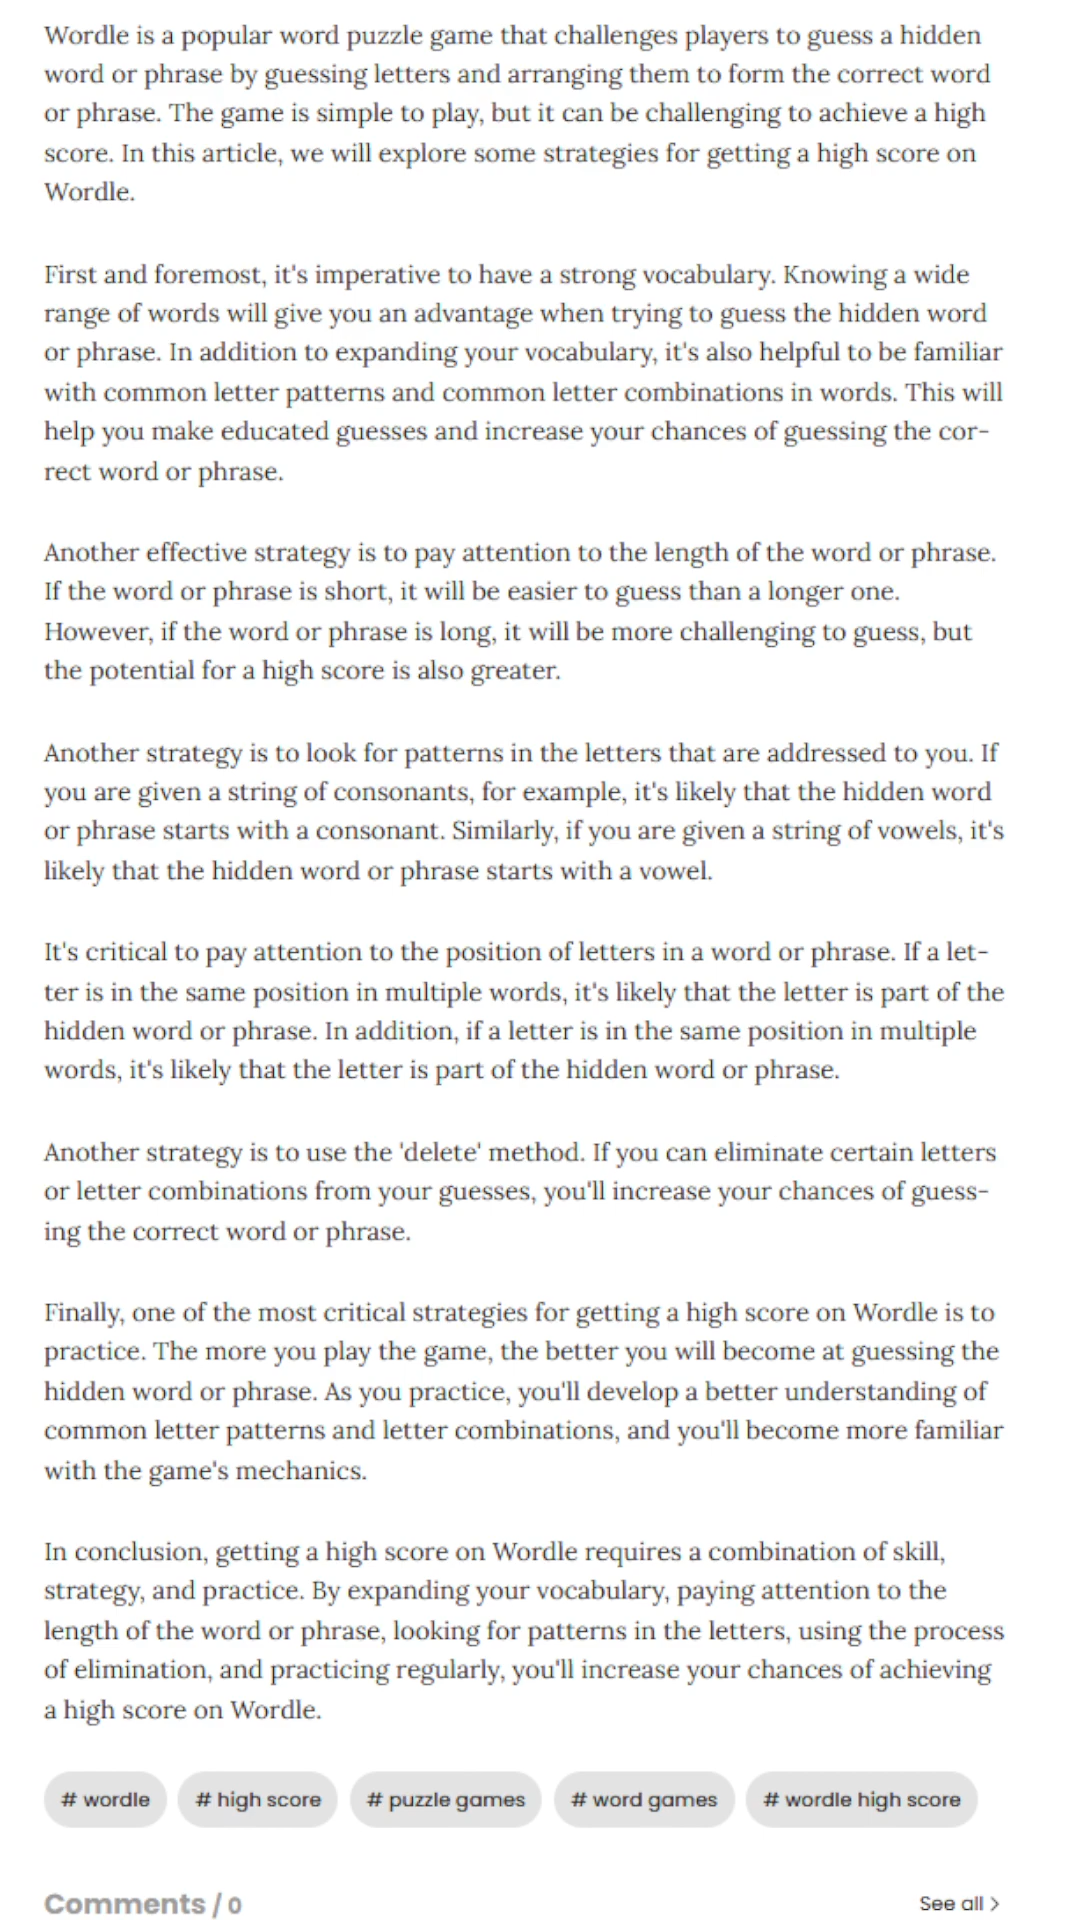 Wordle is a popular word puzzle game that challenges players to guess a hidden
word or phrase by guessing letters and arranging them to form the correct word
or phrase. The game is simple to play, but it can be challenging to achieve a high
score. In this article, we will explore some strategies for getting a high score on
Wordle.
First and foremost, it's imperative to have a strong vocabulary. Knowing a wide
range of words will give you an advantage when trying to guess the hidden word
or phrase. In addition to expanding your vocabulary, it's also helpful to be familiar
with common letter patterns and common letter combinations in words. This will
help you make educated guesses and increase your chances of guessing the cor-
rect word or phrase.
Another effective strategy is to pay attention to the length of the word or phrase.
If the word or phrase is short, it will be easier to guess than a longer one.
However, if the word or phrase is long, it will be more challenging to guess, but
the potential for a high score is also greater.
Another strategy is to look for patterns in the letters that are addressed to you. If
you are given a string of consonants, for example, it's likely that the hidden word
or phrase starts with a consonant. Similarly, if you are given a string of vowels, it's
likely that the hidden word or phrase starts with a vowel.
It's critical to pay attention to the position of letters in a word or phrase. If a let-
ter is in the same position in multiple words, it's likely that the letter is part of the
hidden word or phrase. In addition, if a letter is in the same position in multiple
words, it's likely that the letter is part of the hidden word or phrase.
Another strategy is to use the 'delete' method. If you can eliminate certain letters
or letter combinations from your guesses, you'll increase your chances of guess-
ing the correct word or phrase.
Finally, one of the most critical strategies for getting a high score on Wordle is to
practice. The more you play the game, the better you will become at guessing the
hidden word or phrase. As you practice, you'll develop a better understanding of
common letter patterns and letter combinations, and you'll become more familiar
with the game's mechanics.
In conclusion, getting a high score on Wordle requires a combination of skill,
strategy, and practice. By expanding your vocabulary, paying attention to the
length of the word or phrase, looking for patterns in the letters, using the process
of elimination, and practicing regularly, you'll increase your chances of achieving
a high score on Wordle.
# wordle # high score # puzzle games # word games # wordle high score
Comments / 0 See all >